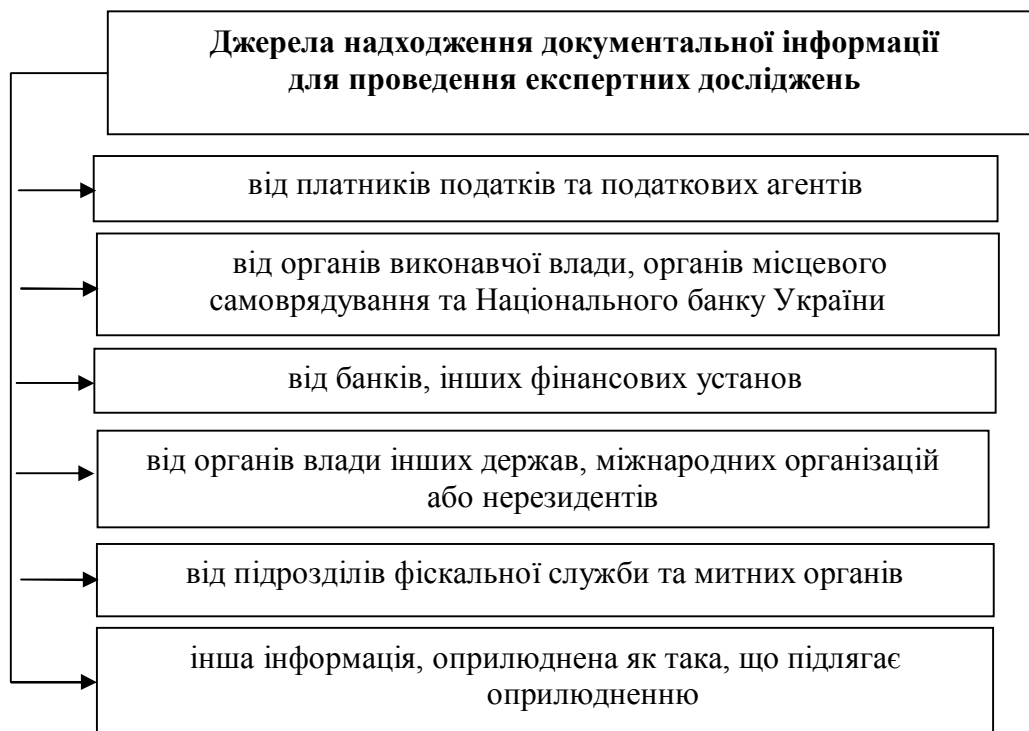 Джерела надходження документальної інформації
для проведення експертних досліджень
від платників податків та податкових агентів
від органів виконавчої влади, органів місцевого
самоврядування та Національного банку України
від банків, інших фінансових установ
від органів влади інших держав, міжнародних організацій
або нерезидентів
від підрозділів фіскальної служби та митних органів
інша інформація, оприлюднена як така, що підлягає
оприлюдненню